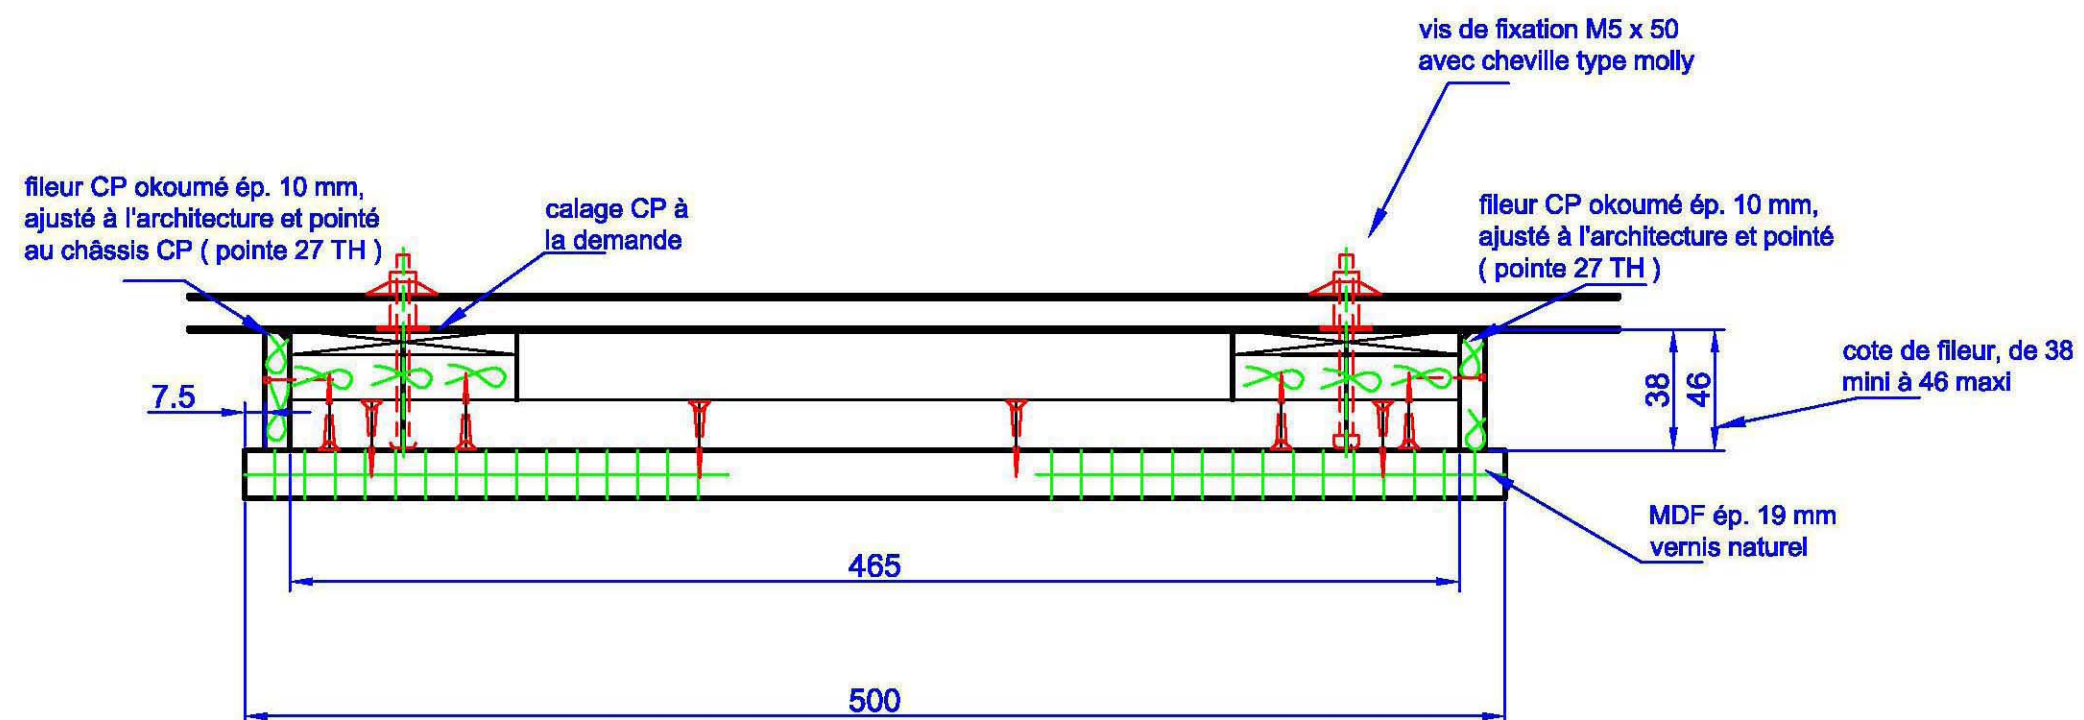 vis de fixation M5 x 50
avec cheville type molly
fileur CP okoumé ép. 10 mm,
ajusté à l'architecture et pointé
au châssis CP ( pointe 27 TH )
calage CP à
la demande
fileur CP okoumé ép. 10 mm,
ajusté à l'architecture et pointé
( pointe 27 TH )
cote de fileur, de 38
mini à 46 maxi
7.5
38
46
MDF ép. 19 mm
vernis naturel
465
500